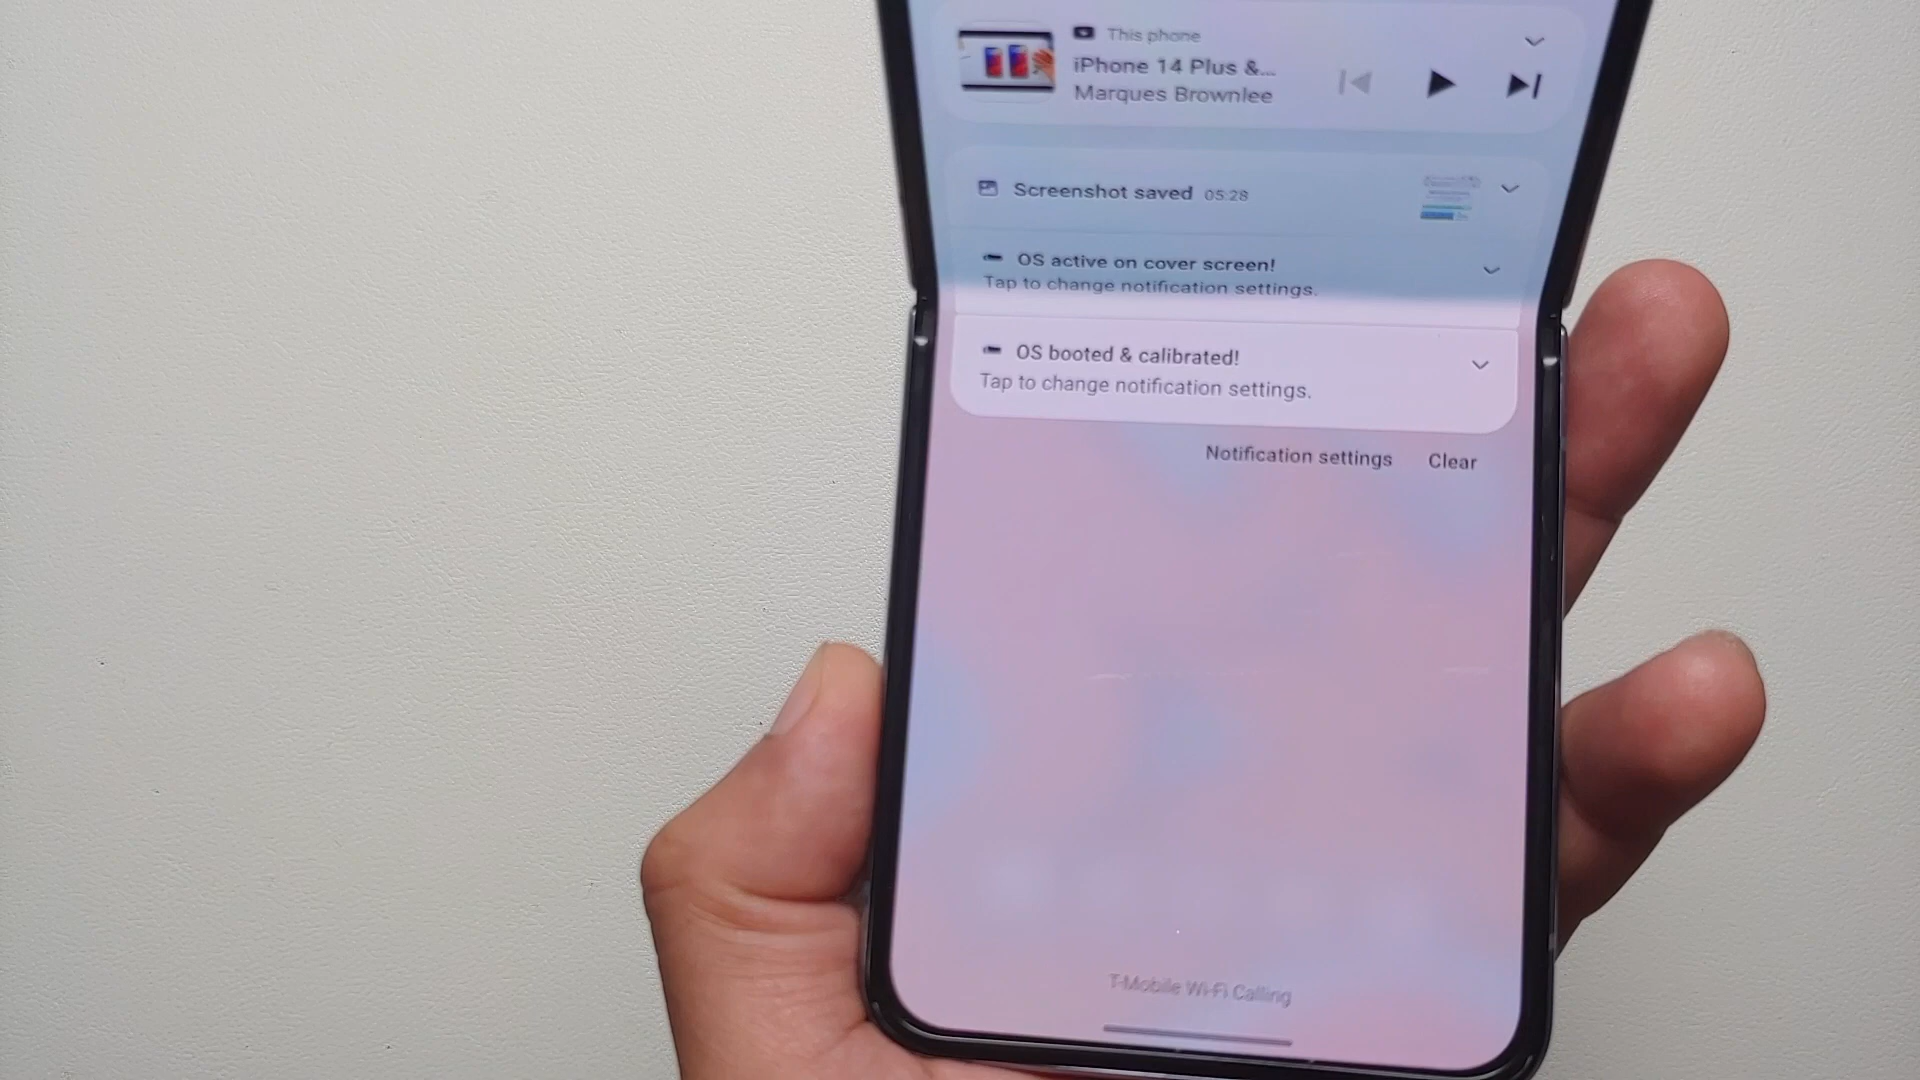 This phone
iPhone 14 Plus &...
Marques Brownlee
Screenshot saved 05:28
OS active on cover screen!
Tap to change notification settings.
OS booted & calibrated!
Tap to change notification settings.
Notification settings Clear
T-Mobile Wi-Fi Calling